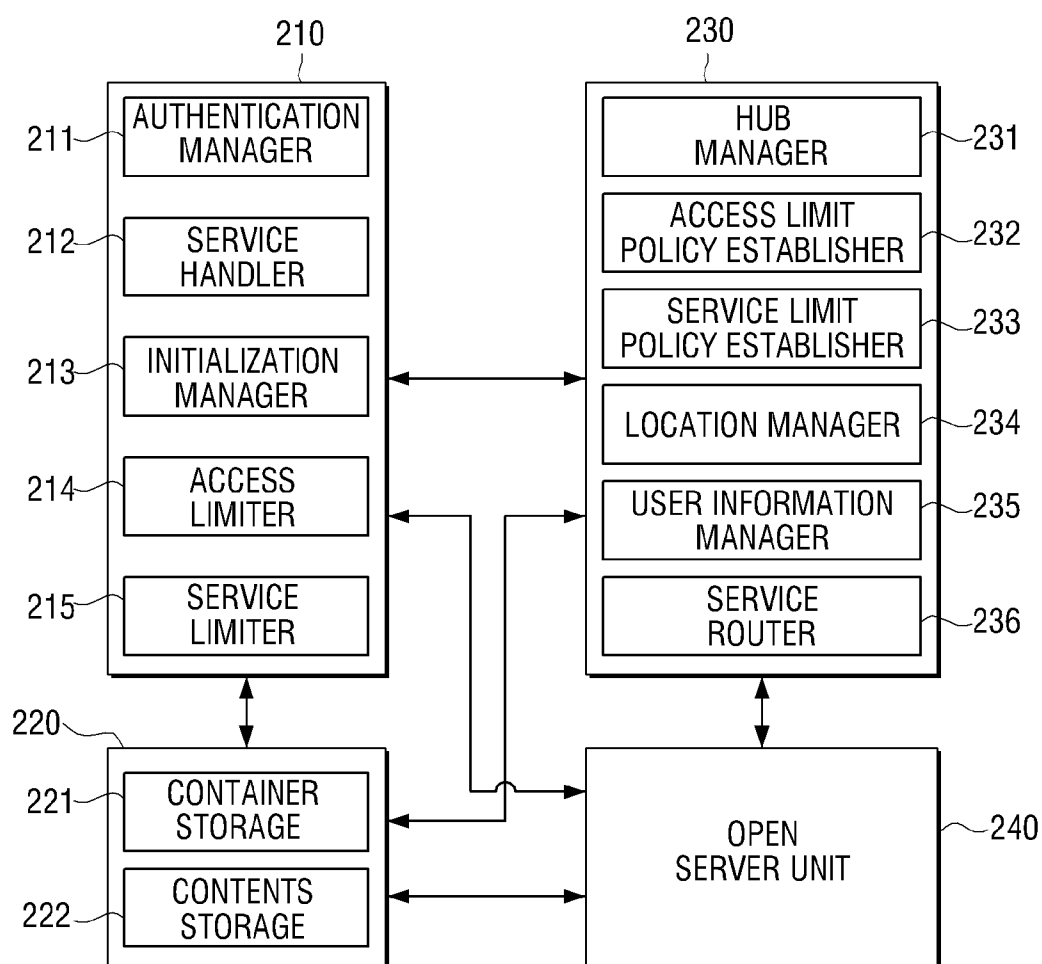 210
AUTHENTICATION
MANAGER
211
SERVICE
HANDLER
212
INITIALIZATION
MANAGER
213
ACCESS
LIMITER
214
SERVICE
LIMITER
215
230
HUB
MANAGER
231
ACCESS LIMIT
POLICY ESTABLISHER
232
SERVICE LIMIT
POLICY ESTABLISHER
233
LOCATION MANAGER
234
USER INFORMATION
MANAGER
235
SERVICE
ROUTER
236
220
221
CONTAINER
STORAGE
222
CONTENTS
STORAGE
OPEN
SERVER UNIT
240